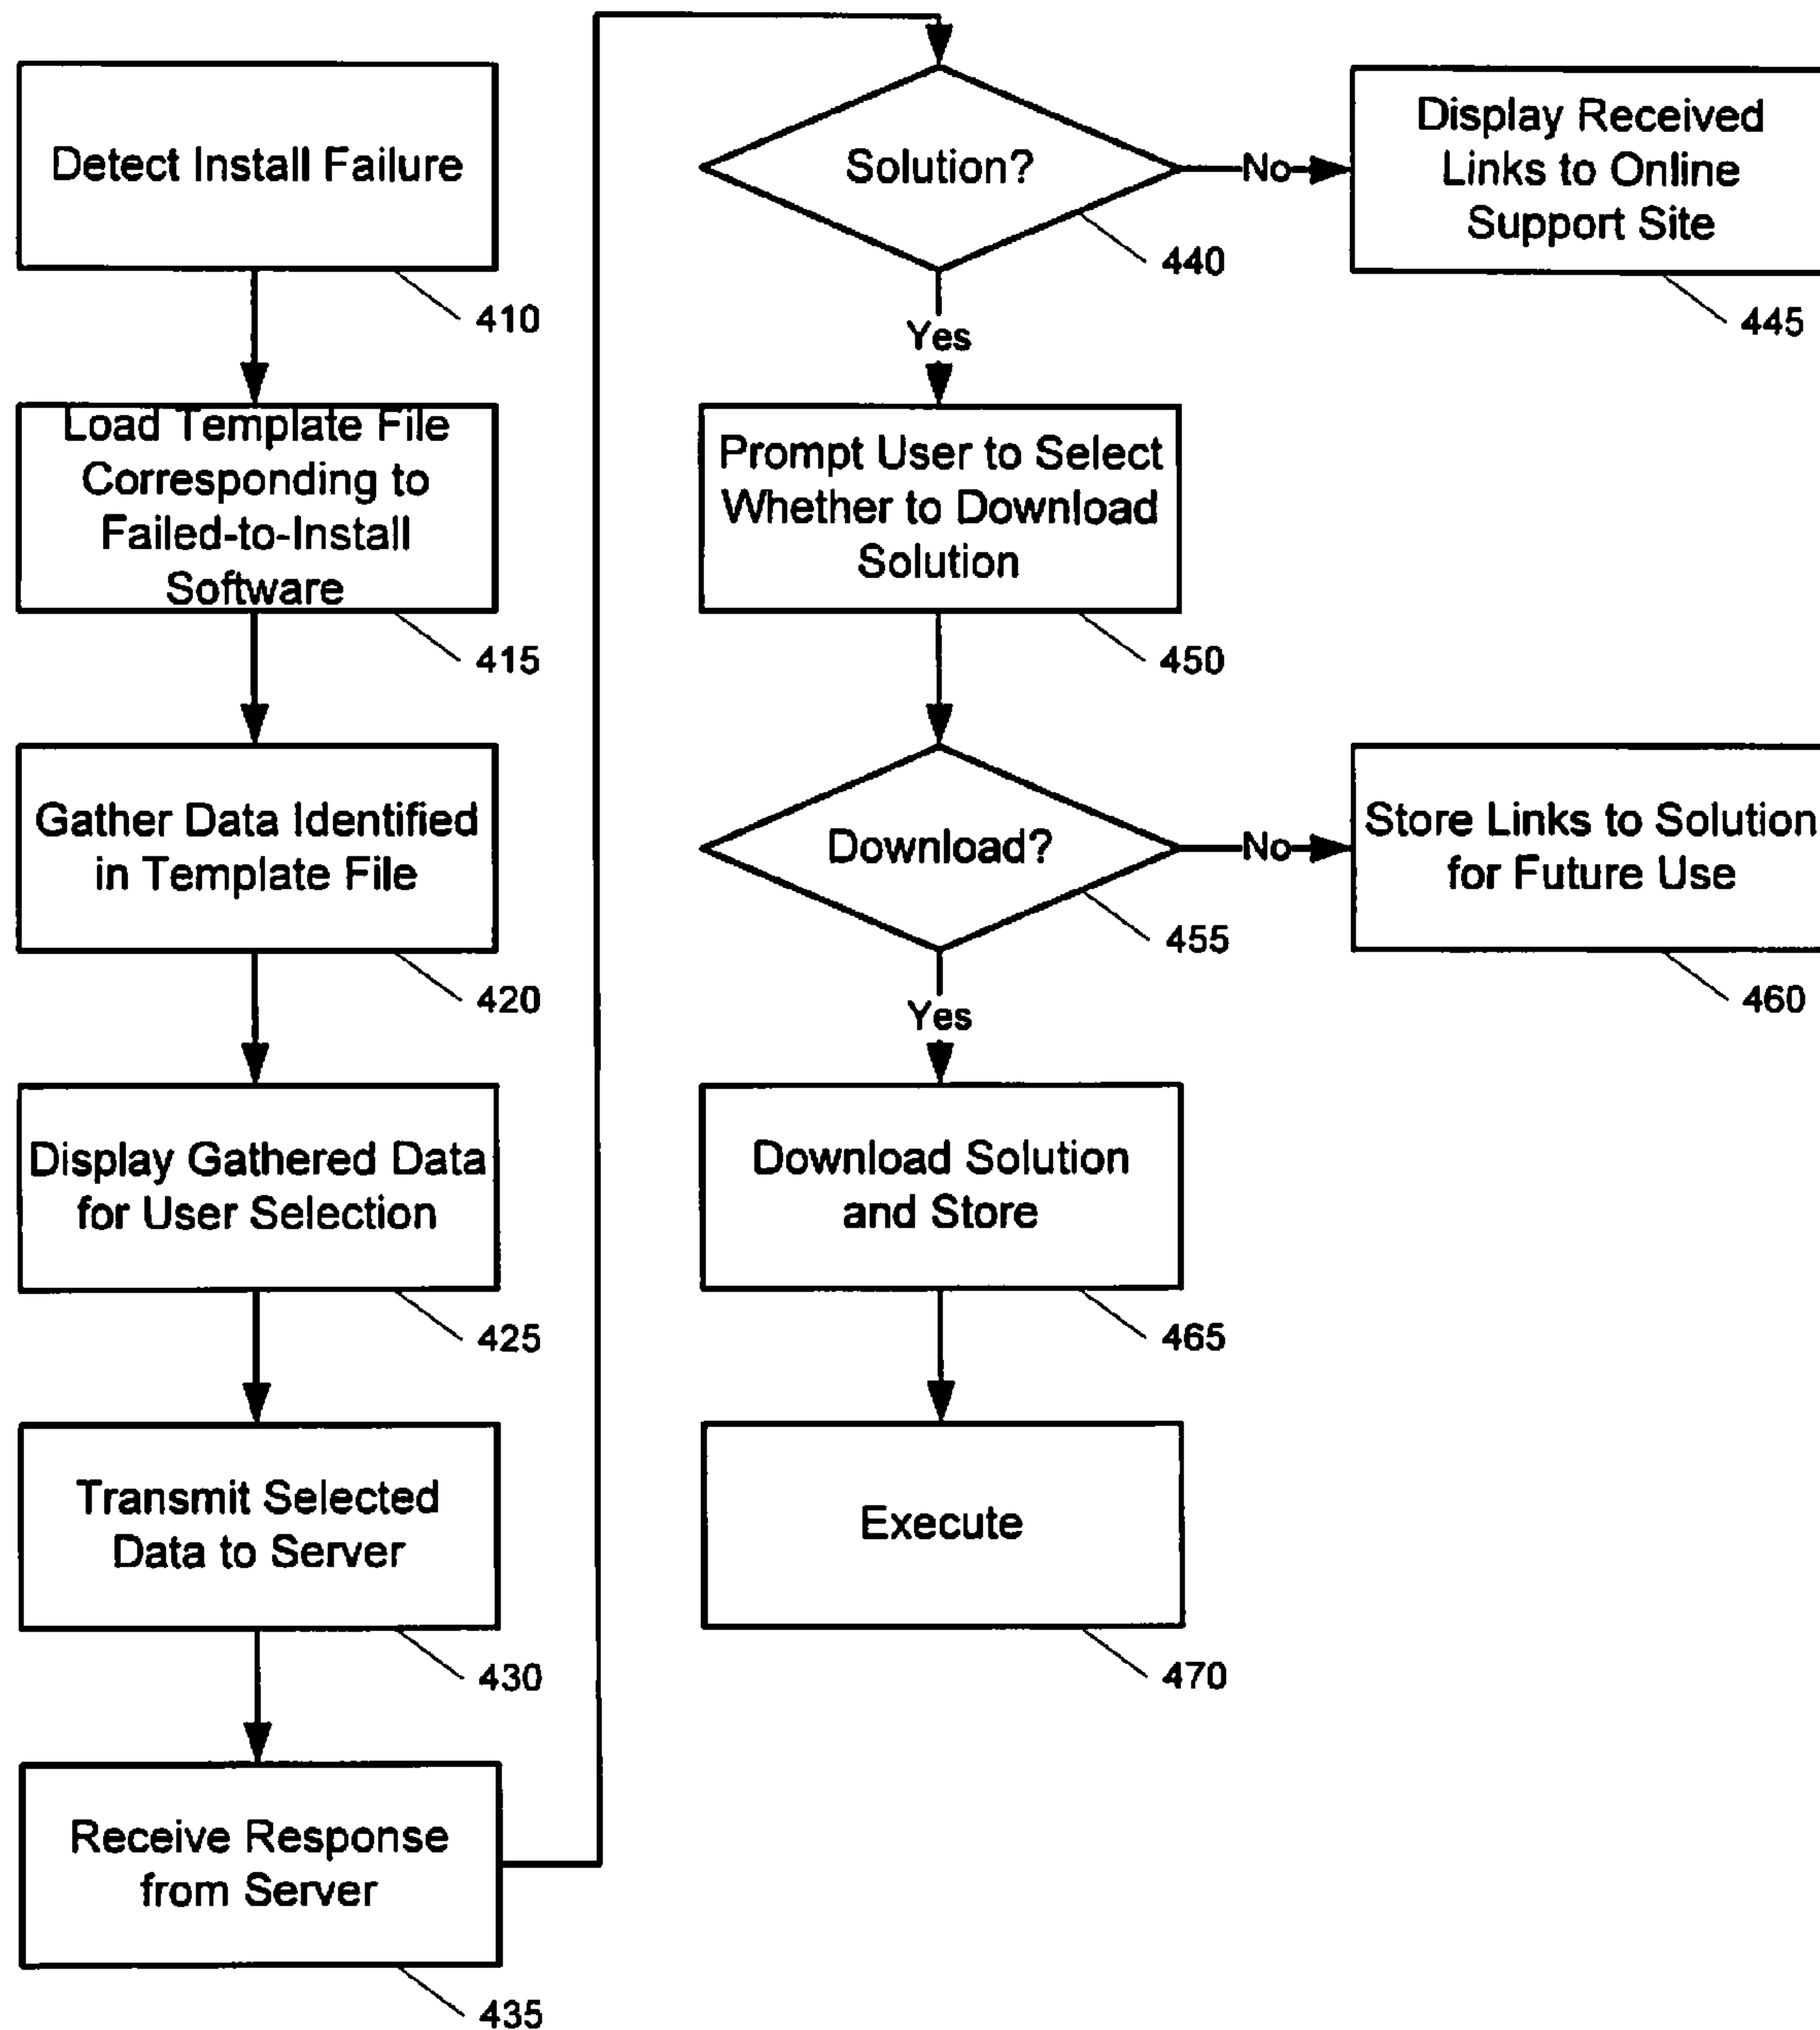 Detect Install Failure
410
Load Template File
Corresponding to
Failed-to-Install
Software
415
Gather Data Identified
in Template File
420
Display Gathered Data
for User Selection
425
Transmit Selected
Data to Server
430
Receive Response
from Server
435
Solution?
440
No
Display Received
Links to Online
Support Site
445
Yes
Prompt User to Select
Whether to Download
Solution
450
Download?
455
No
Store Links to Solution
for Future Use
460
Yes
Download Solution
and Store
465
Execute
470